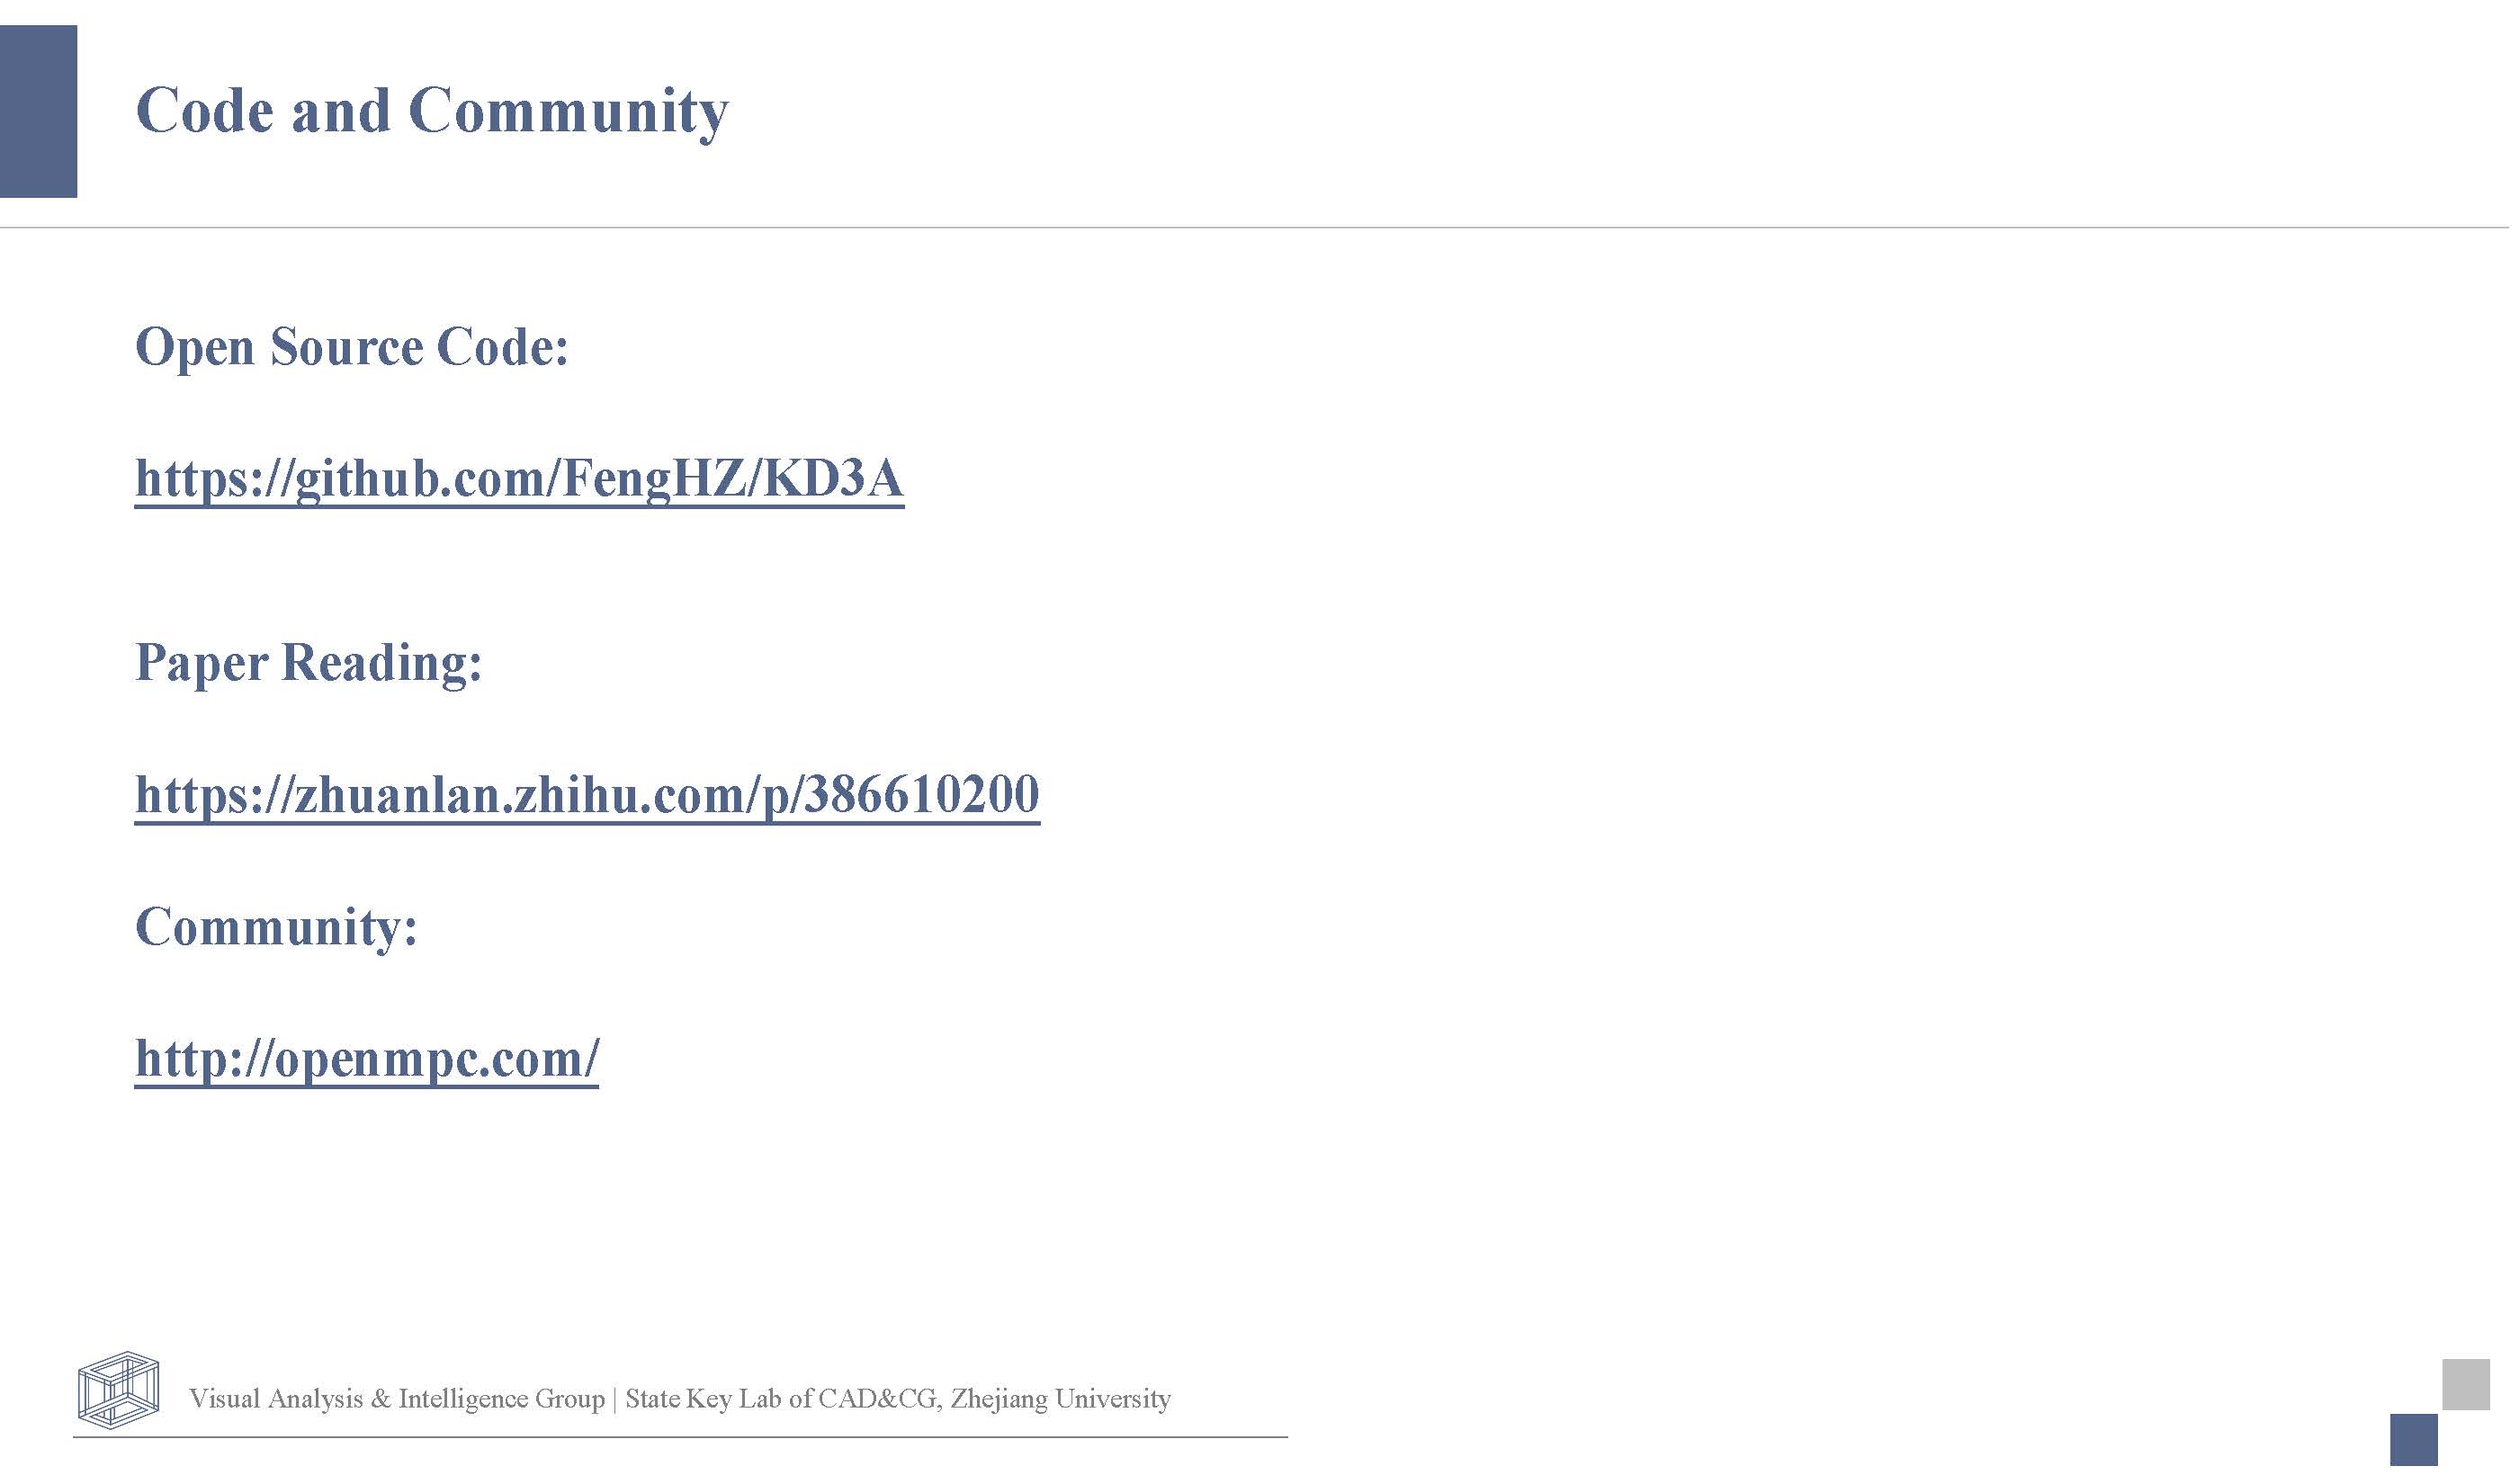 Code and Community
Open Source Code:
https://github.com/FengHZ/KD3A
Paper Reading:
https://zhuanlan.zhihu.com/p/386610200
Community:
http://openmpc.com/
Visual Analysis & Intelligence Group | State Key Lab of CAD&CG, Zhejiang University